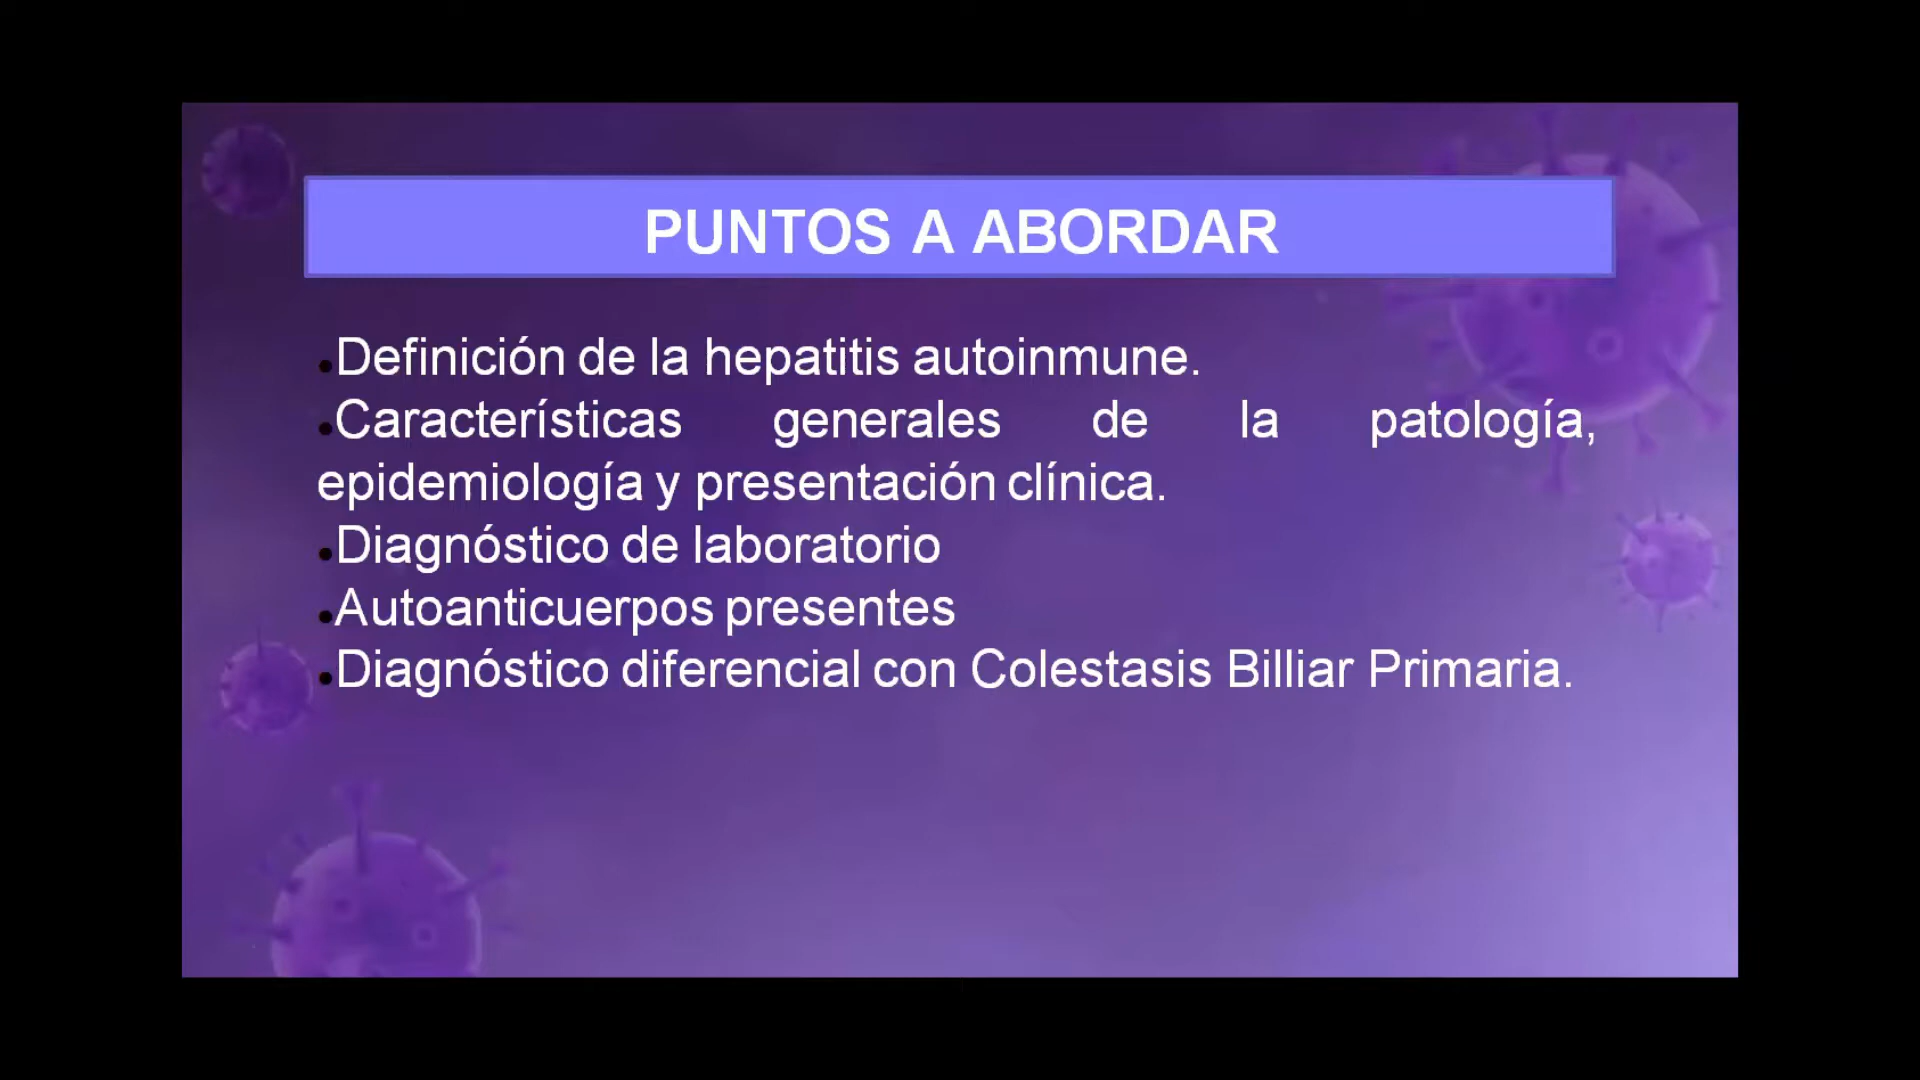 PUNTOS A ABORDAR
•Definición de la hepatitis autoinmune.
•Características generales de la patología,
epidemiología y presentación clínica.
•Diagnóstico de laboratorio
•Autoanticuerpos presentes
•Diagnóstico diferencial con Colestasis Billiar Primaria.